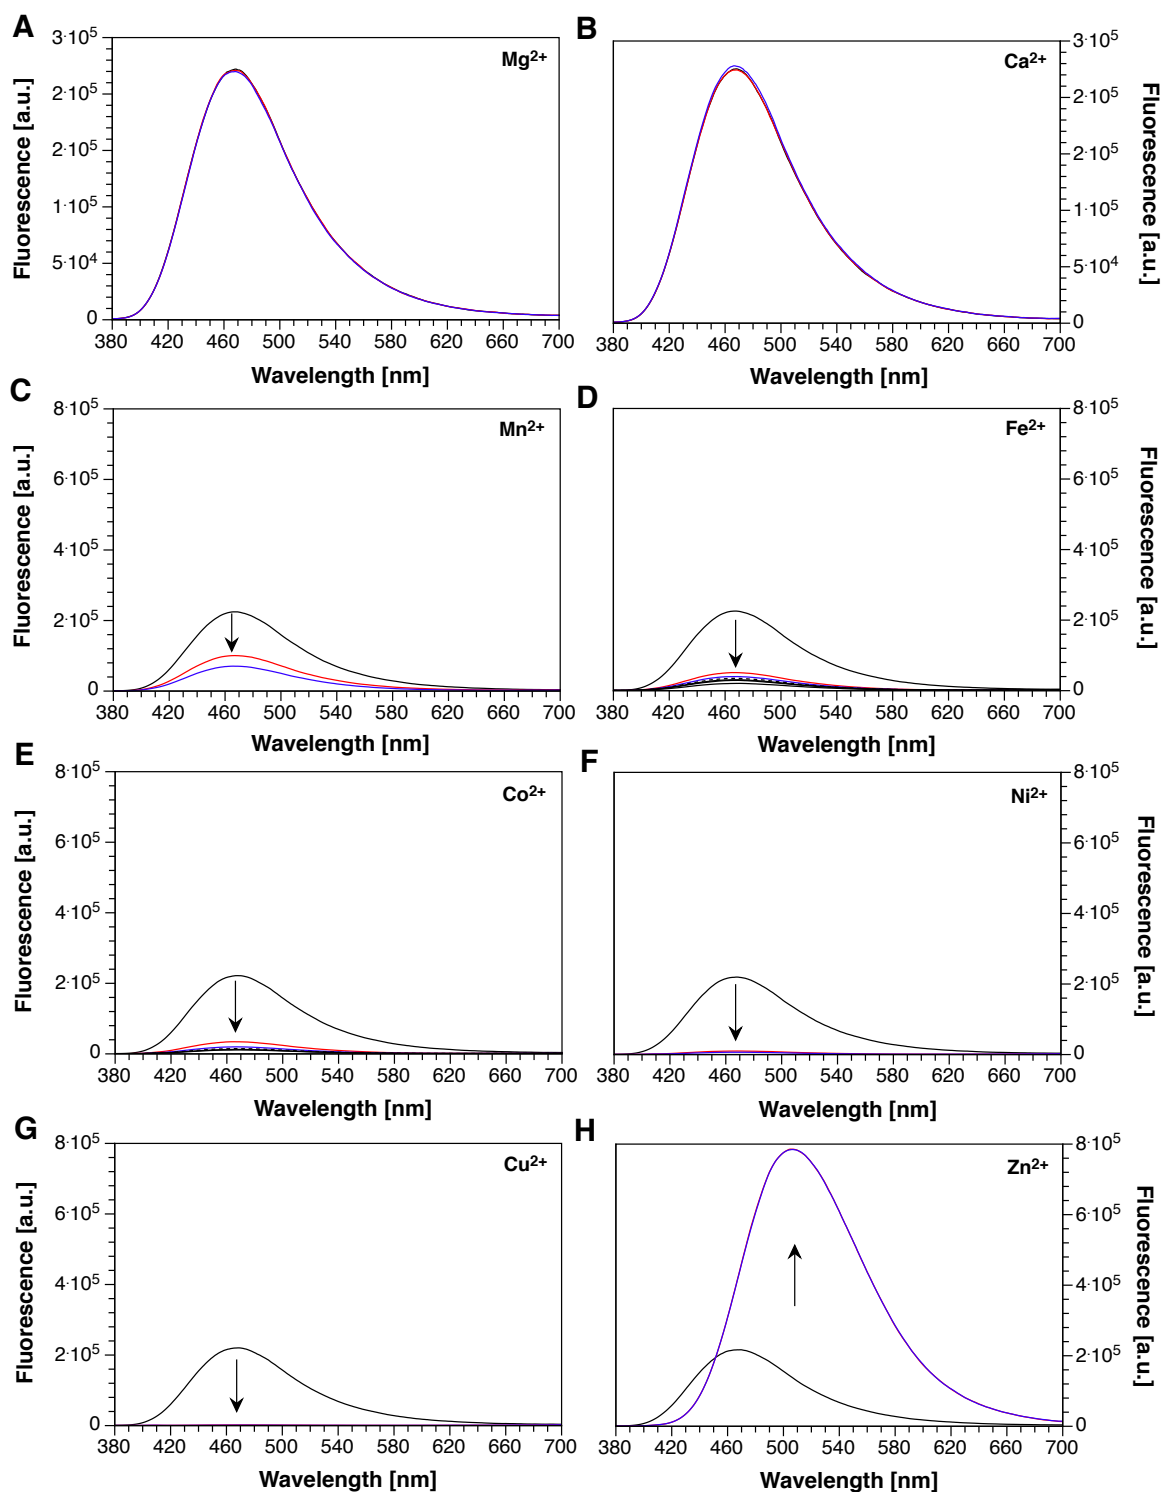 A
Mg2+
3·10⁵
2·10⁵
2·10⁵
1·10⁵
5·10⁴
0
Fluorescence [a.u.]
380 420 460 500 540 580 620 660 700
Wavelength [nm]
B
Ca2+
3·10⁵
2·10⁵
2·10⁵
1·10⁵
5·10⁴
0
Fluorescence [a.u.]
380 420 460 500 540 580 620 660 700
Wavelength [nm]
C
Mn2+
8·10⁵
6·10⁵
4·10⁵
2·10⁵
0
Fluorescence [a.u.]
380 420 460 500 540 580 620 660 700
Wavelength [nm]
D
Fe2+
8·10⁵
6·10⁵
4·10⁵
2·10⁵
0
Fluorescence [a.u.]
380 420 460 500 540 580 620 660 700
Wavelength [nm]
E
Co2+
8·10⁵
6·10⁵
4·10⁵
2·10⁵
0
Fluorescence [a.u.]
380 420 460 500 540 580 620 660 700
Wavelength [nm]
F
Ni2+
8·10⁵
6·10⁵
4·10⁵
2·10⁵
0
Fluorescence [a.u.]
380 420 460 500 540 580 620 660 700
Wavelength [nm]
G
Cu2+
8·10⁵
6·10⁵
4·10⁵
2·10⁵
0
Fluorescence [a.u.]
380 420 460 500 540 580 620 660 700
Wavelength [nm]
H
Zn2+
8·10⁵
6·10⁵
4·10⁵
2·10⁵
0
Fluorescence [a.u.]
380 420 460 500 540 580 620 660 700
Wavelength [nm]